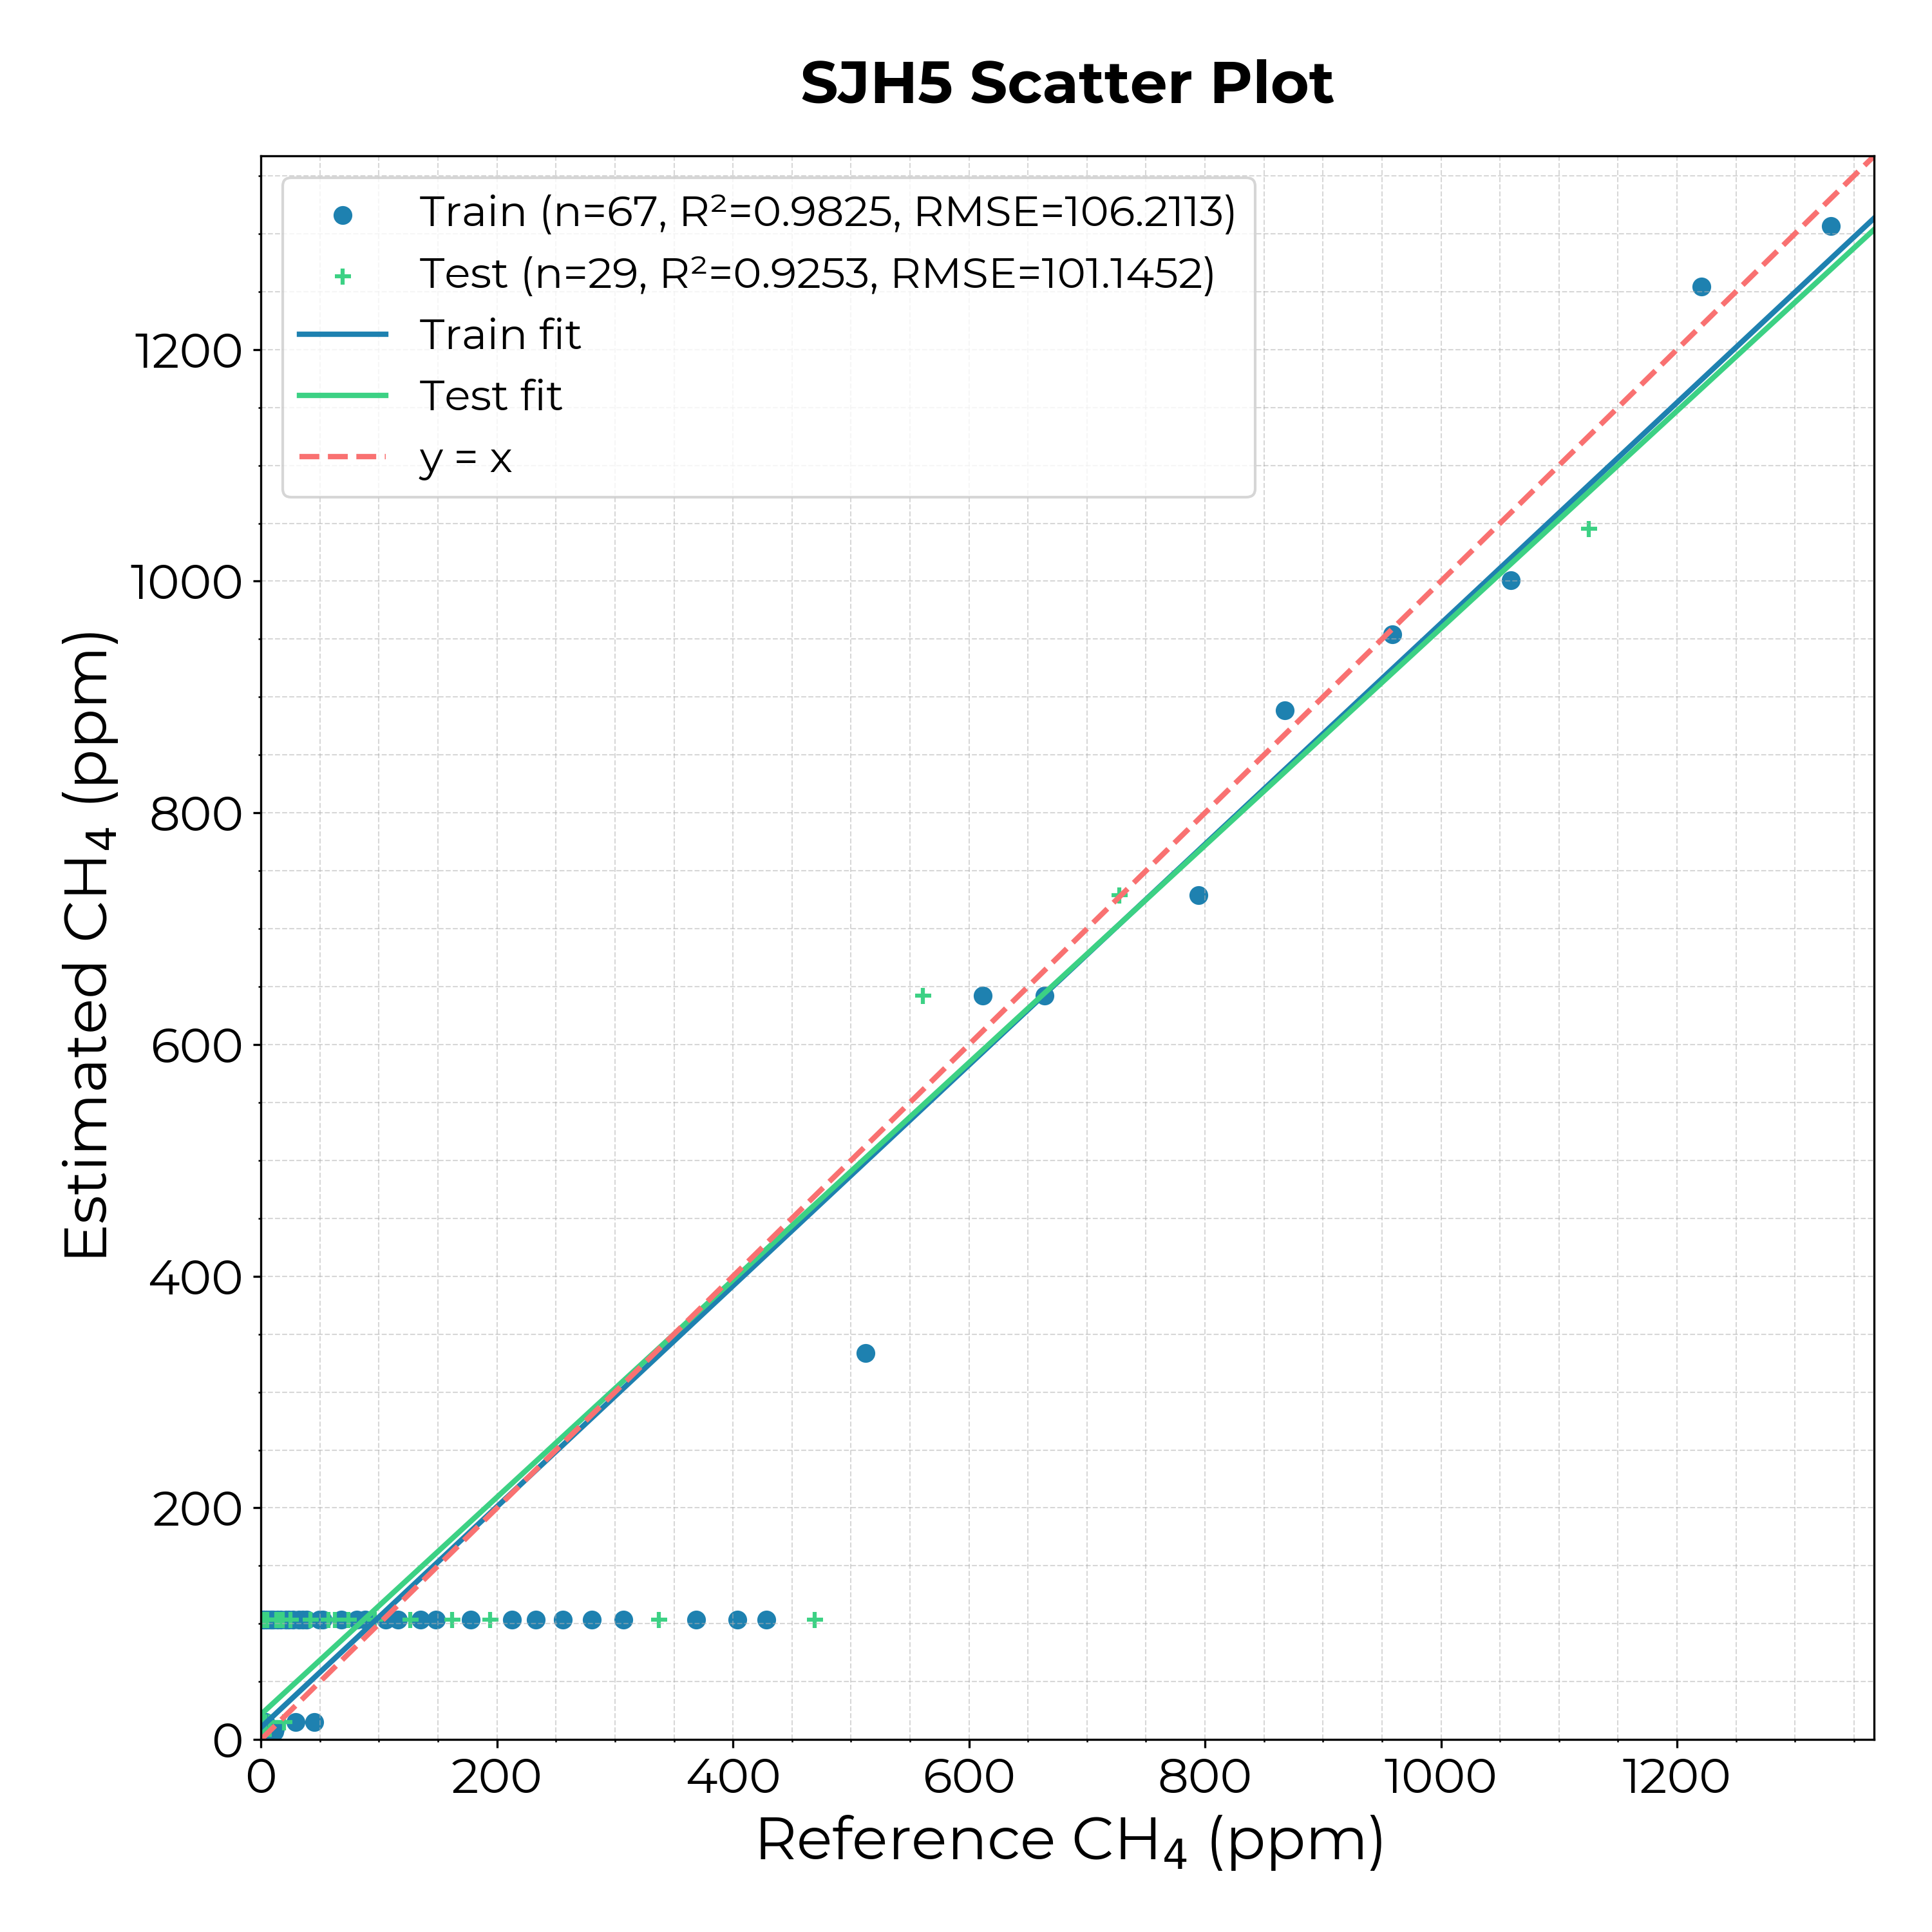 SJH5 Scatter Plot
Train (n=67, R²=0.9825, RMSE=106.2113)
Test (n=29, R²=0.9253, RMSE=101.1452)
Train fit
Test fit
y = x
Estimated CH₄ (ppm)
1200
1000
800
600
400
200
0
0 200 400 600 800 1000 1200
Reference CH₄ (ppm)